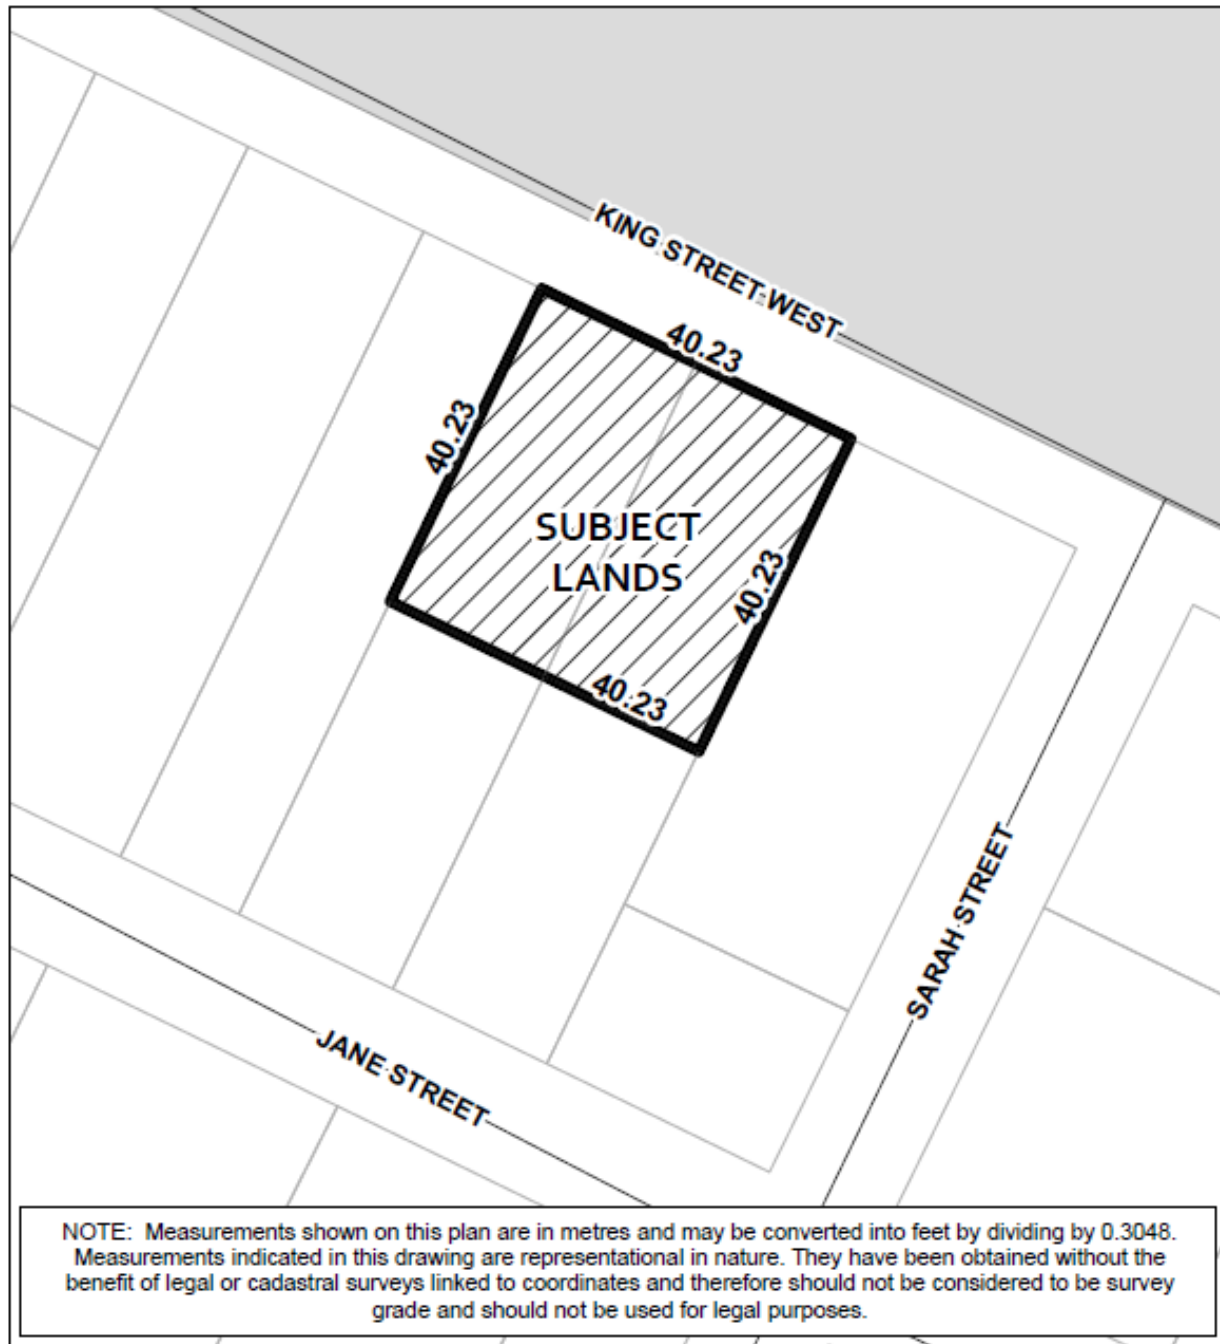 KING STREET WEST
40.23
40.23
SUBJECT
LANDS
40.23
40.23
SARAH STREET
JANE STREET
NOTE:  Measurements shown on this plan are in metres and may be converted into feet by dividing by 0.3048.
Measurements indicated in this drawing are representational in nature. They have been obtained without the
benefit of legal or cadastral surveys linked to coordinates and therefore should not be considered to be survey
grade and should not be used for legal purposes.